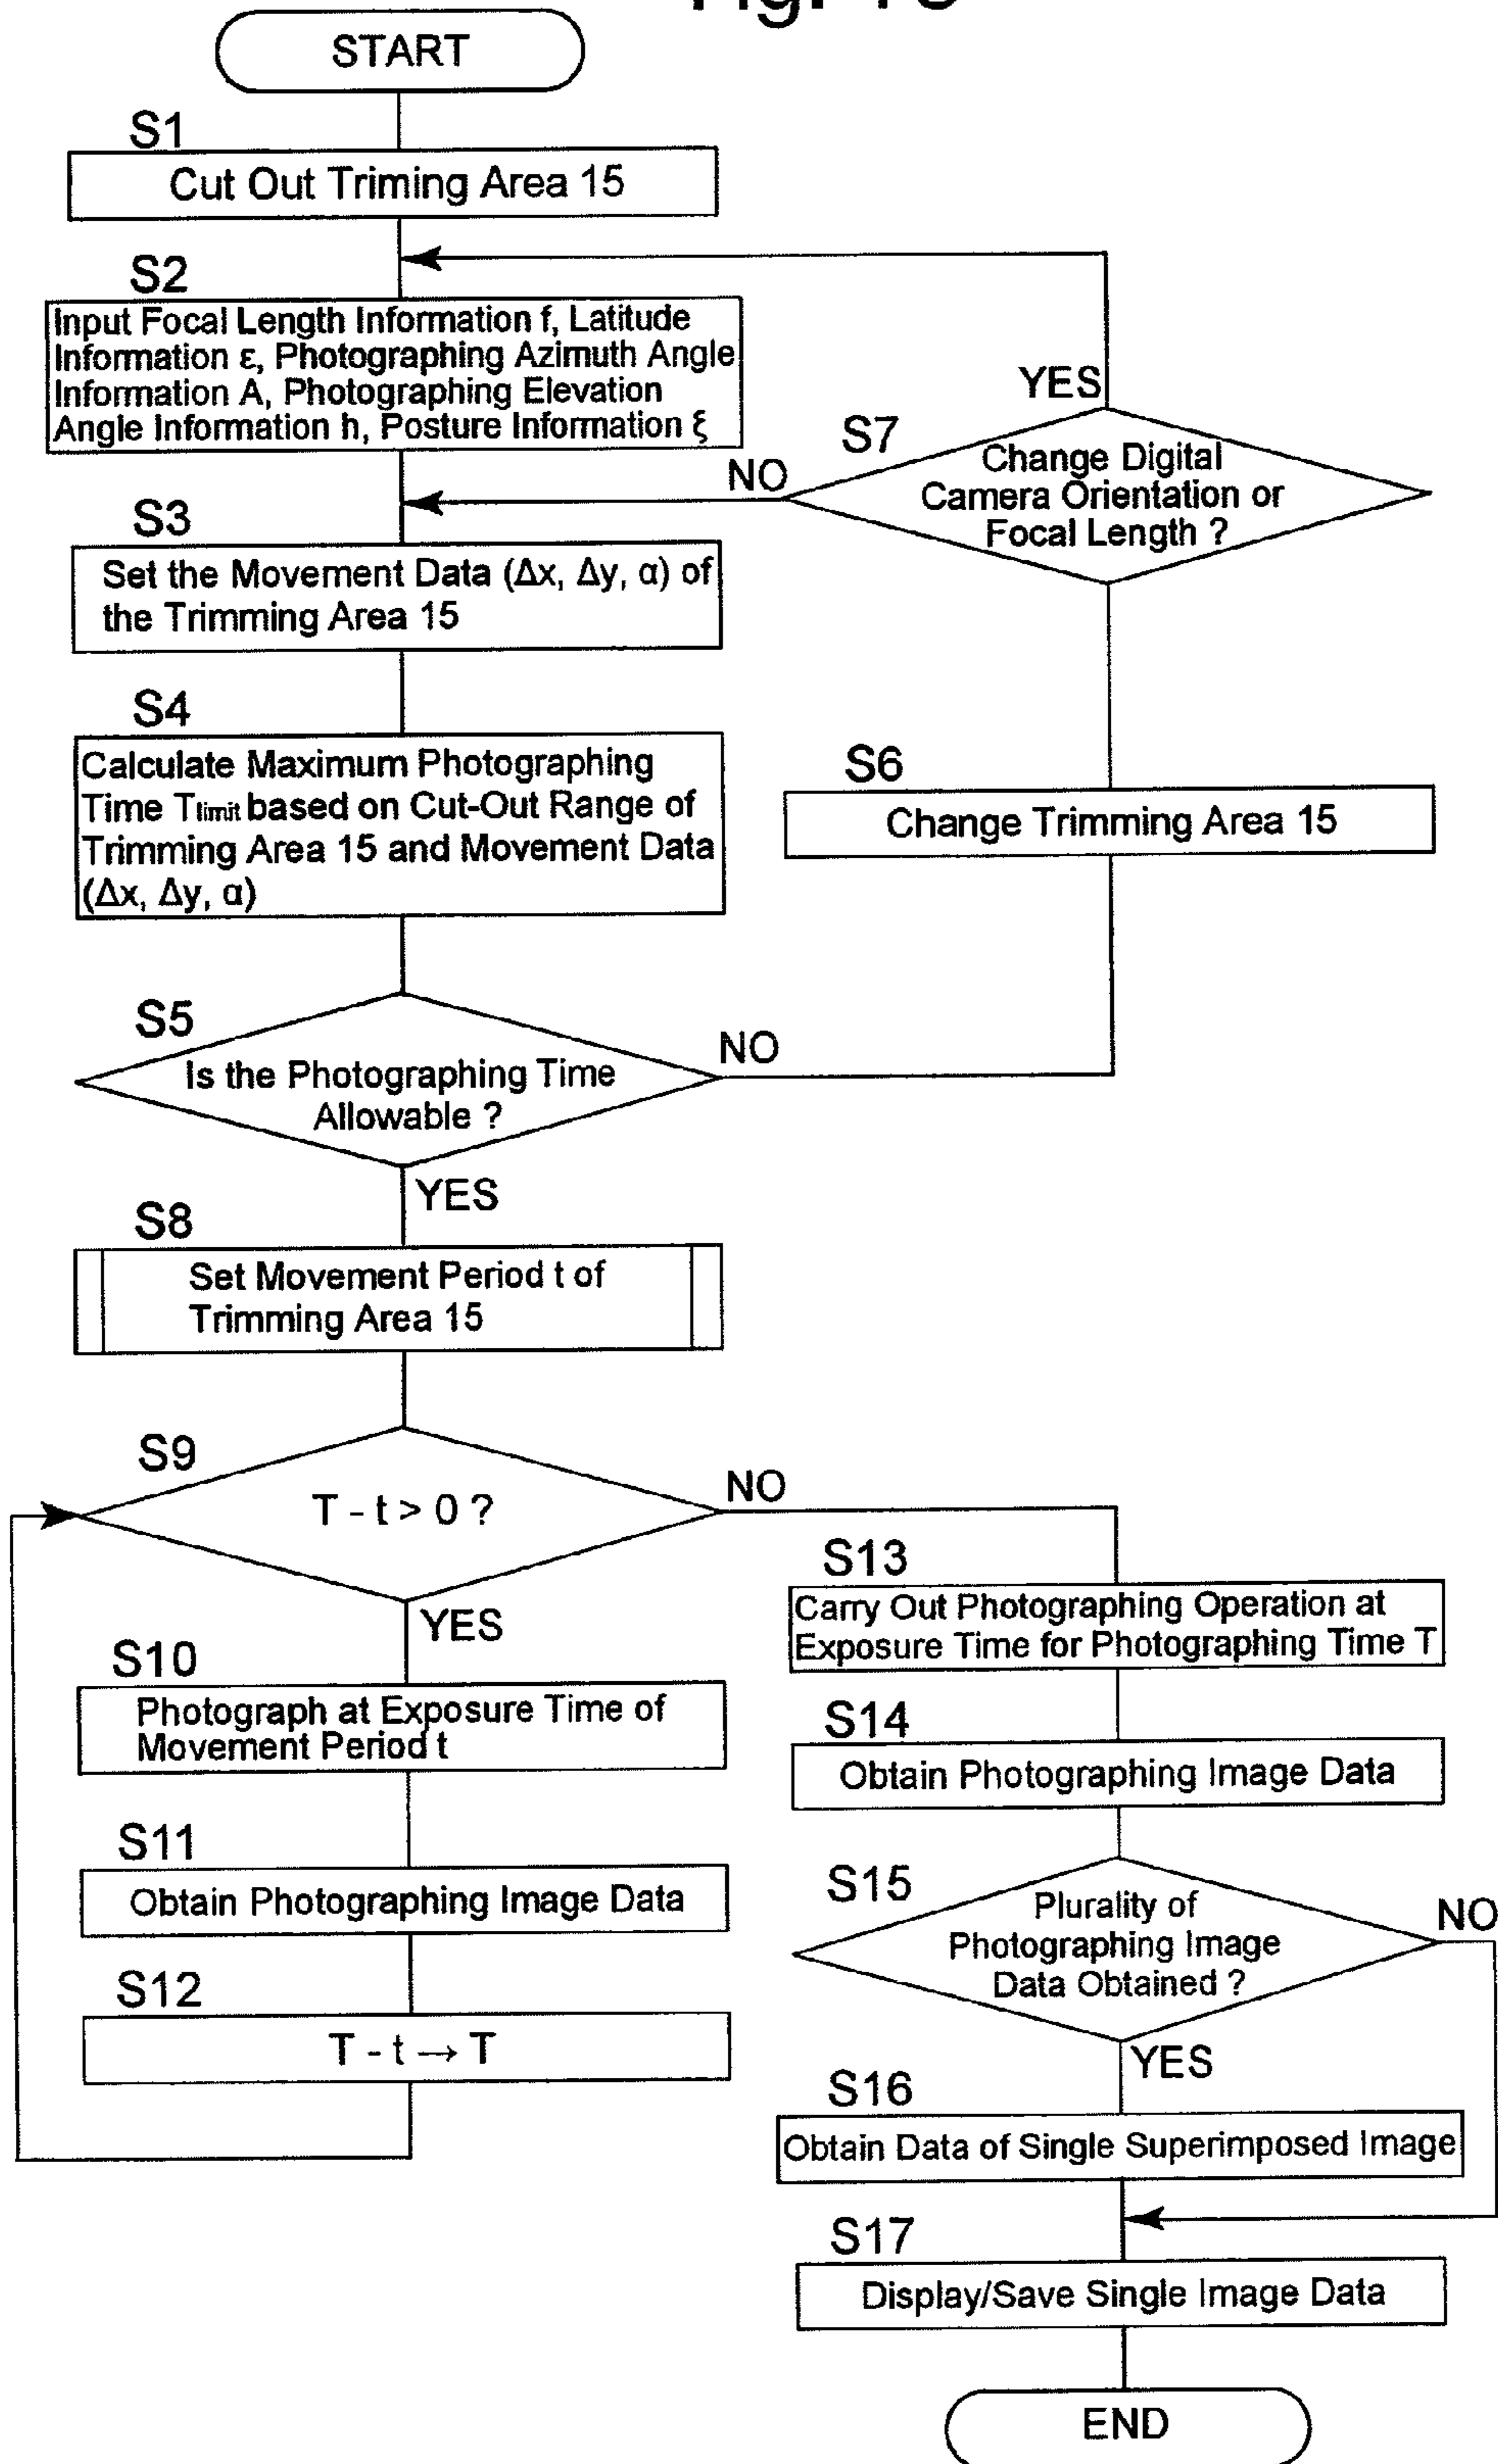 START
S1
Cut Out Triming Area 15
S2
Input Focal Length Information f, Latitude
Information ε, Photographing Azimuth Angle
Information A, Photographing Elevation
Angle Information h, Posture Information ξ
YES
S7
Change Digital
Camera Orientation or
Focal Length ?
NO
S3
Set the Movement Data (Δx, Δy, α) of
the Trimming Area 15
S4
Calculate Maximum Photographing
Time Tlimit based on Cut-Out Range of
Trimming Area 15 and Movement Data
(Δx, Δy, α)
S6
Change Trimming Area 15
S5
Is the Photographing Time
Allowable ?
NO
YES
S8
Set Movement Period t of
Trimming Area 15
S9
T - t > 0 ?
NO
YES
S10
Photograph at Exposure Time of
Movement Period t
S11
Obtain Photographing Image Data
S12
T - t → T
S13
Carry Out Photographing Operation at
Exposure Time for Photographing Time T
S14
Obtain Photographing Image Data
S15
Plurality of
Photographing Image
Data Obtained ?
NO
YES
S16
Obtain Data of Single Superimposed Image
S17
Display/Save Single Image Data
END